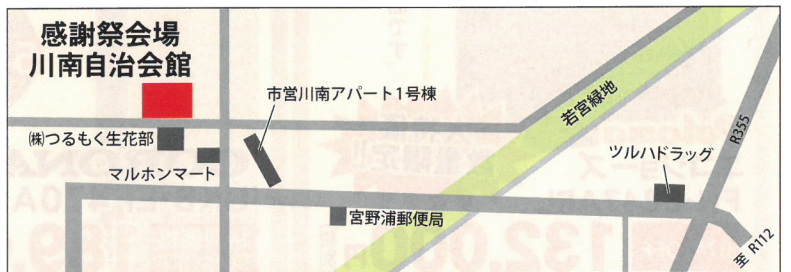 感謝祭会場
川南自治会館
市営川南アパート1号棟
㈱つるもく生花部
マルホンマート
若宮緑地
ツルハドラッグ
R355
宮野浦郵便局
至 R112